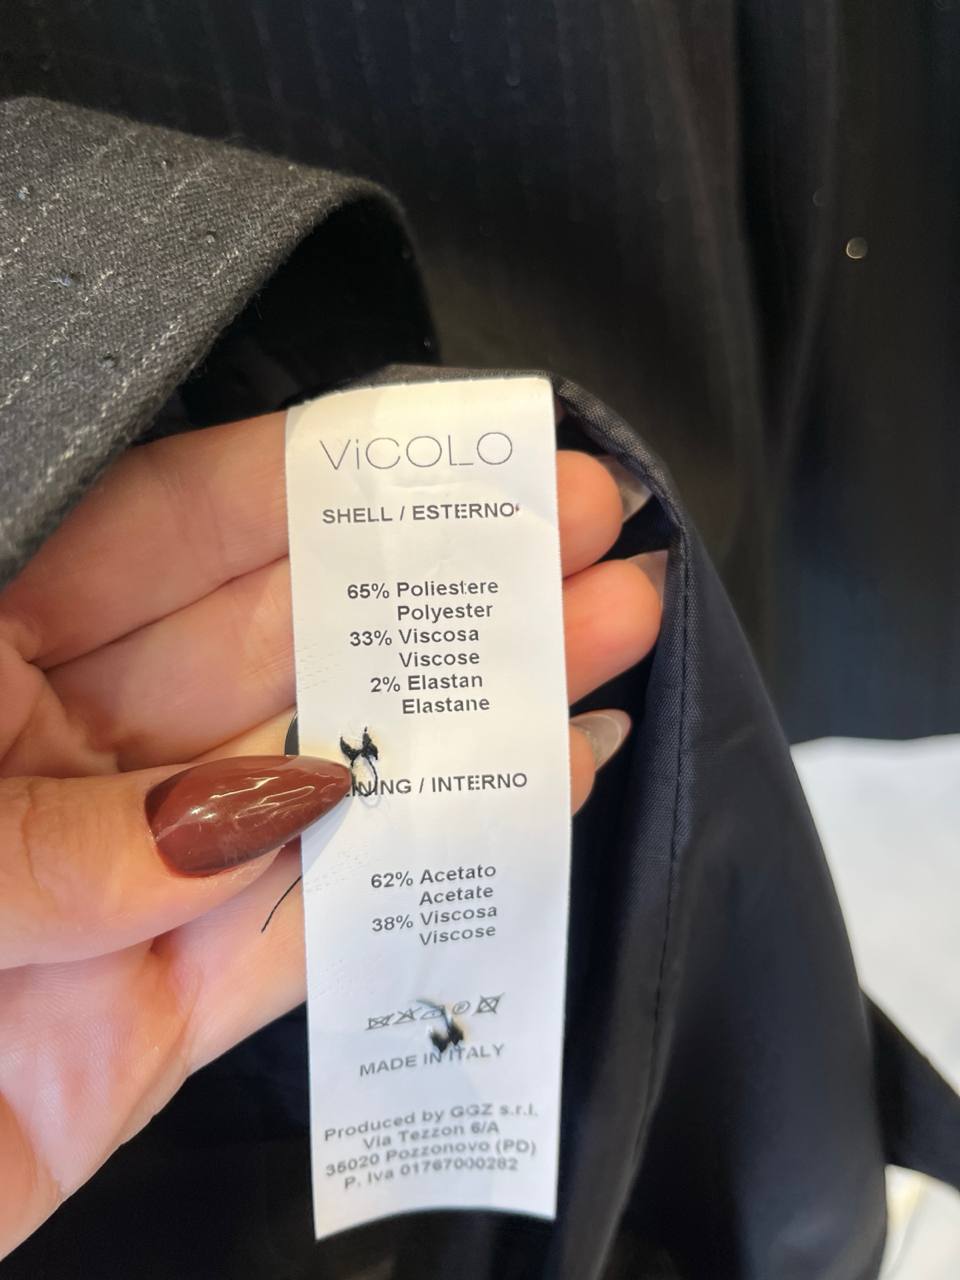 ViCOLO
SHELL / ESTERNO
65% Poliestere
Polyester
33% Viscosa
Viscose
2% Elastan
Elastane
LINING / INTERNO
62% Acetato
Acetate
38% Viscosa
Viscose
MADE IN ITALY
Produced by GGZ s.r.l.
Via Tezzon 6/A
35020 Pozzonovo (PD)
P. Iva 01767000282